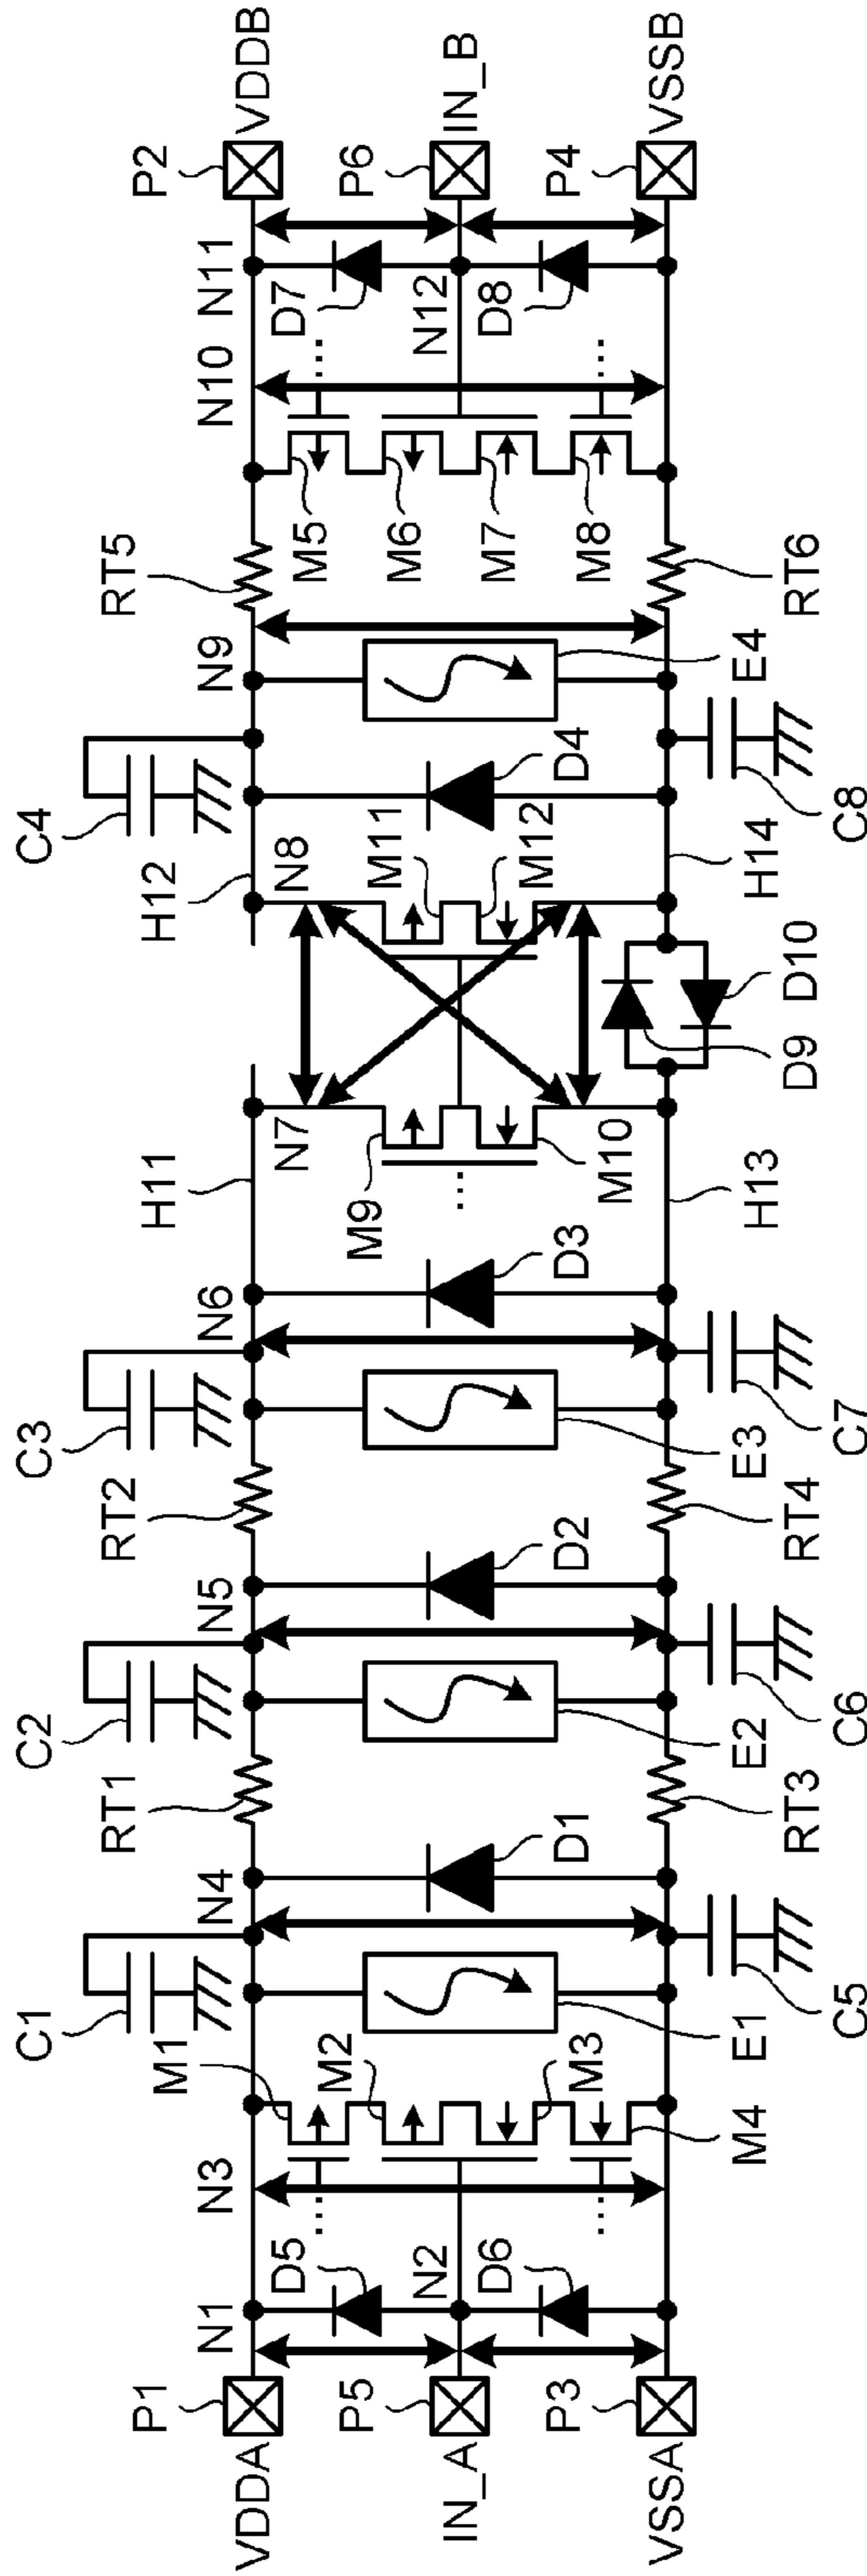 C1 C2 C3 C4
M1 RT1 RT2 H12 RT5
P1 N1 N3 N4 N5 N6 H11 N8 N9 N10 N11 P2
VDDA VDDB
D5 M2 N7 M11 M5 D7
... M9 M12 M6 ...
P5 N2 D1 D2 D3 D4 N12 P6
IN_A ... IN_B
D6 M3 M10 M7 D8
... M8 ...
P3 M4 D9 D10 P4
VSSA VSSB
E1 RT3 E2 RT4 E3 H13 H14 E4 RT6
C5 C6 C7 C8